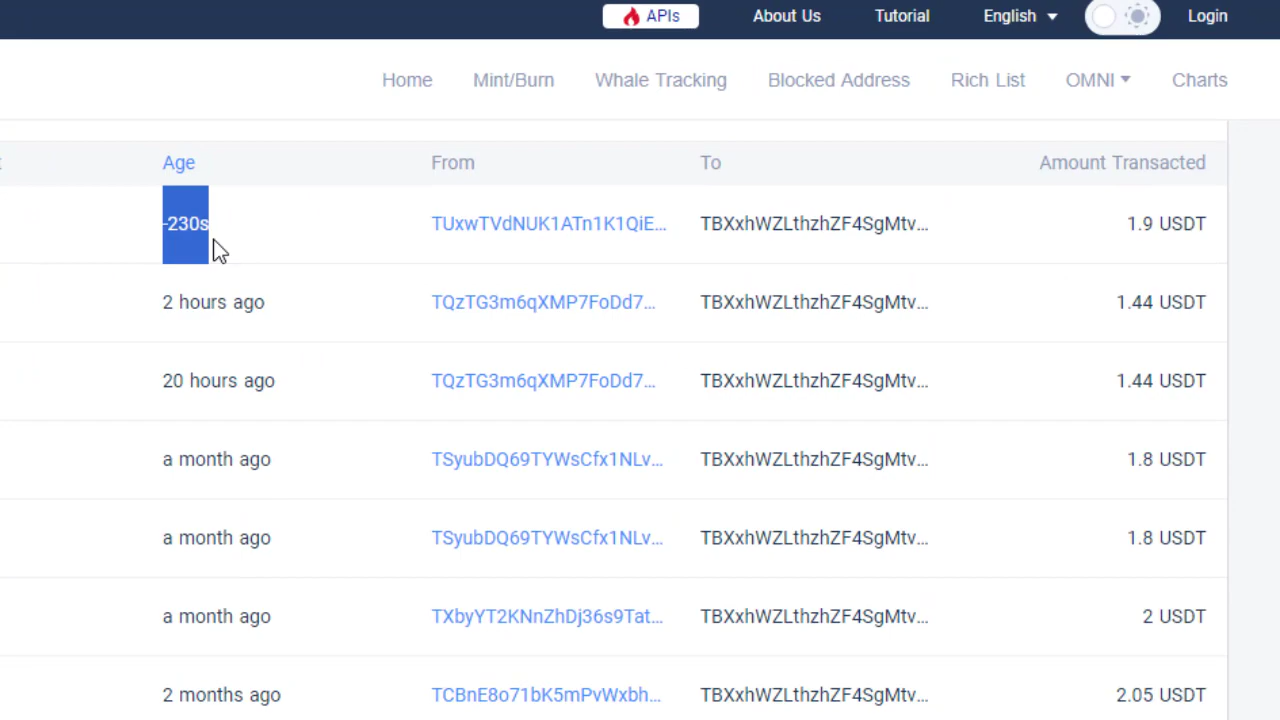 APIs About Us Tutorial English Login
Home Mint/Burn Whale Tracking Blocked Address Rich List OMNI Charts
Age From To Amount Transacted
-230s TUxwTVdNUK1ATn1K1QiE... TBXxhWZLthzhZF4SgMtv... 1.9 USDT
2 hours ago TQzTG3m6qXMP7FoDd7... TBXxhWZLthzhZF4SgMtv... 1.44 USDT
20 hours ago TQzTG3m6qXMP7FoDd7... TBXxhWZLthzhZF4SgMtv... 1.44 USDT
a month ago TSyubDQ69TYWsCfx1NLv... TBXxhWZLthzhZF4SgMtv... 1.8 USDT
a month ago TSyubDQ69TYWsCfx1NLv... TBXxhWZLthzhZF4SgMtv... 1.8 USDT
a month ago TXbyYT2KNnZhDj36s9Tat... TBXxhWZLthzhZF4SgMtv... 2 USDT
2 months ago TCBnE8o71bK5mPvWxbh... TBXxhWZLthzhZF4SgMtv... 2.05 USDT